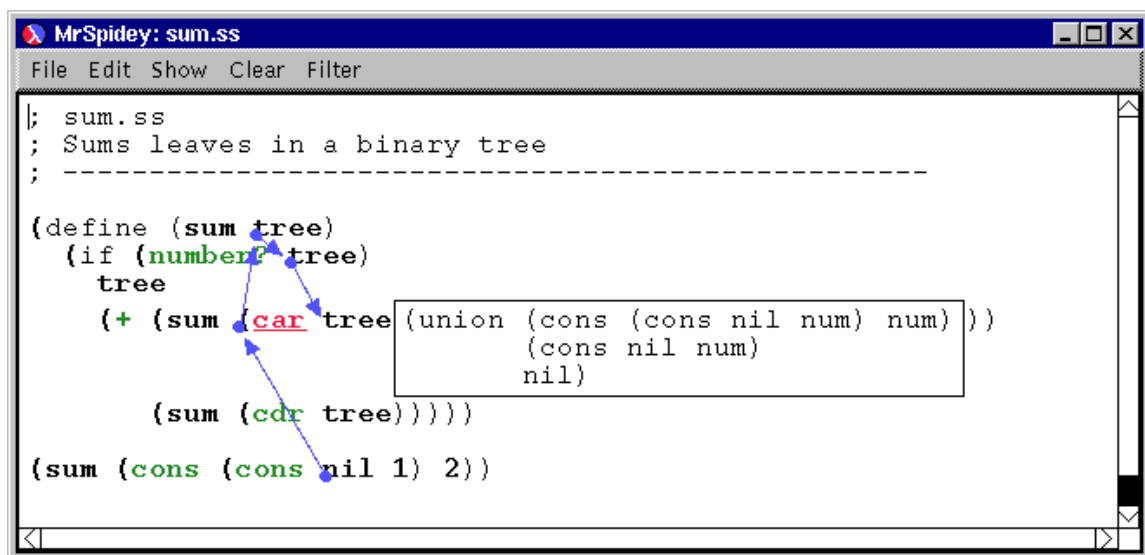 MrSpidey: sum.ss
File Edit Show Clear Filter
; sum.ss
; Sums leaves in a binary tree
; --------------------------------------------------
(define (sum tree)
(if (number? tree)
tree
(+ (sum (car tree (union (cons (cons nil num) num) ))
(cons nil num)
nil)
(sum (cdr tree)))))
(sum (cons (cons nil 1) 2))